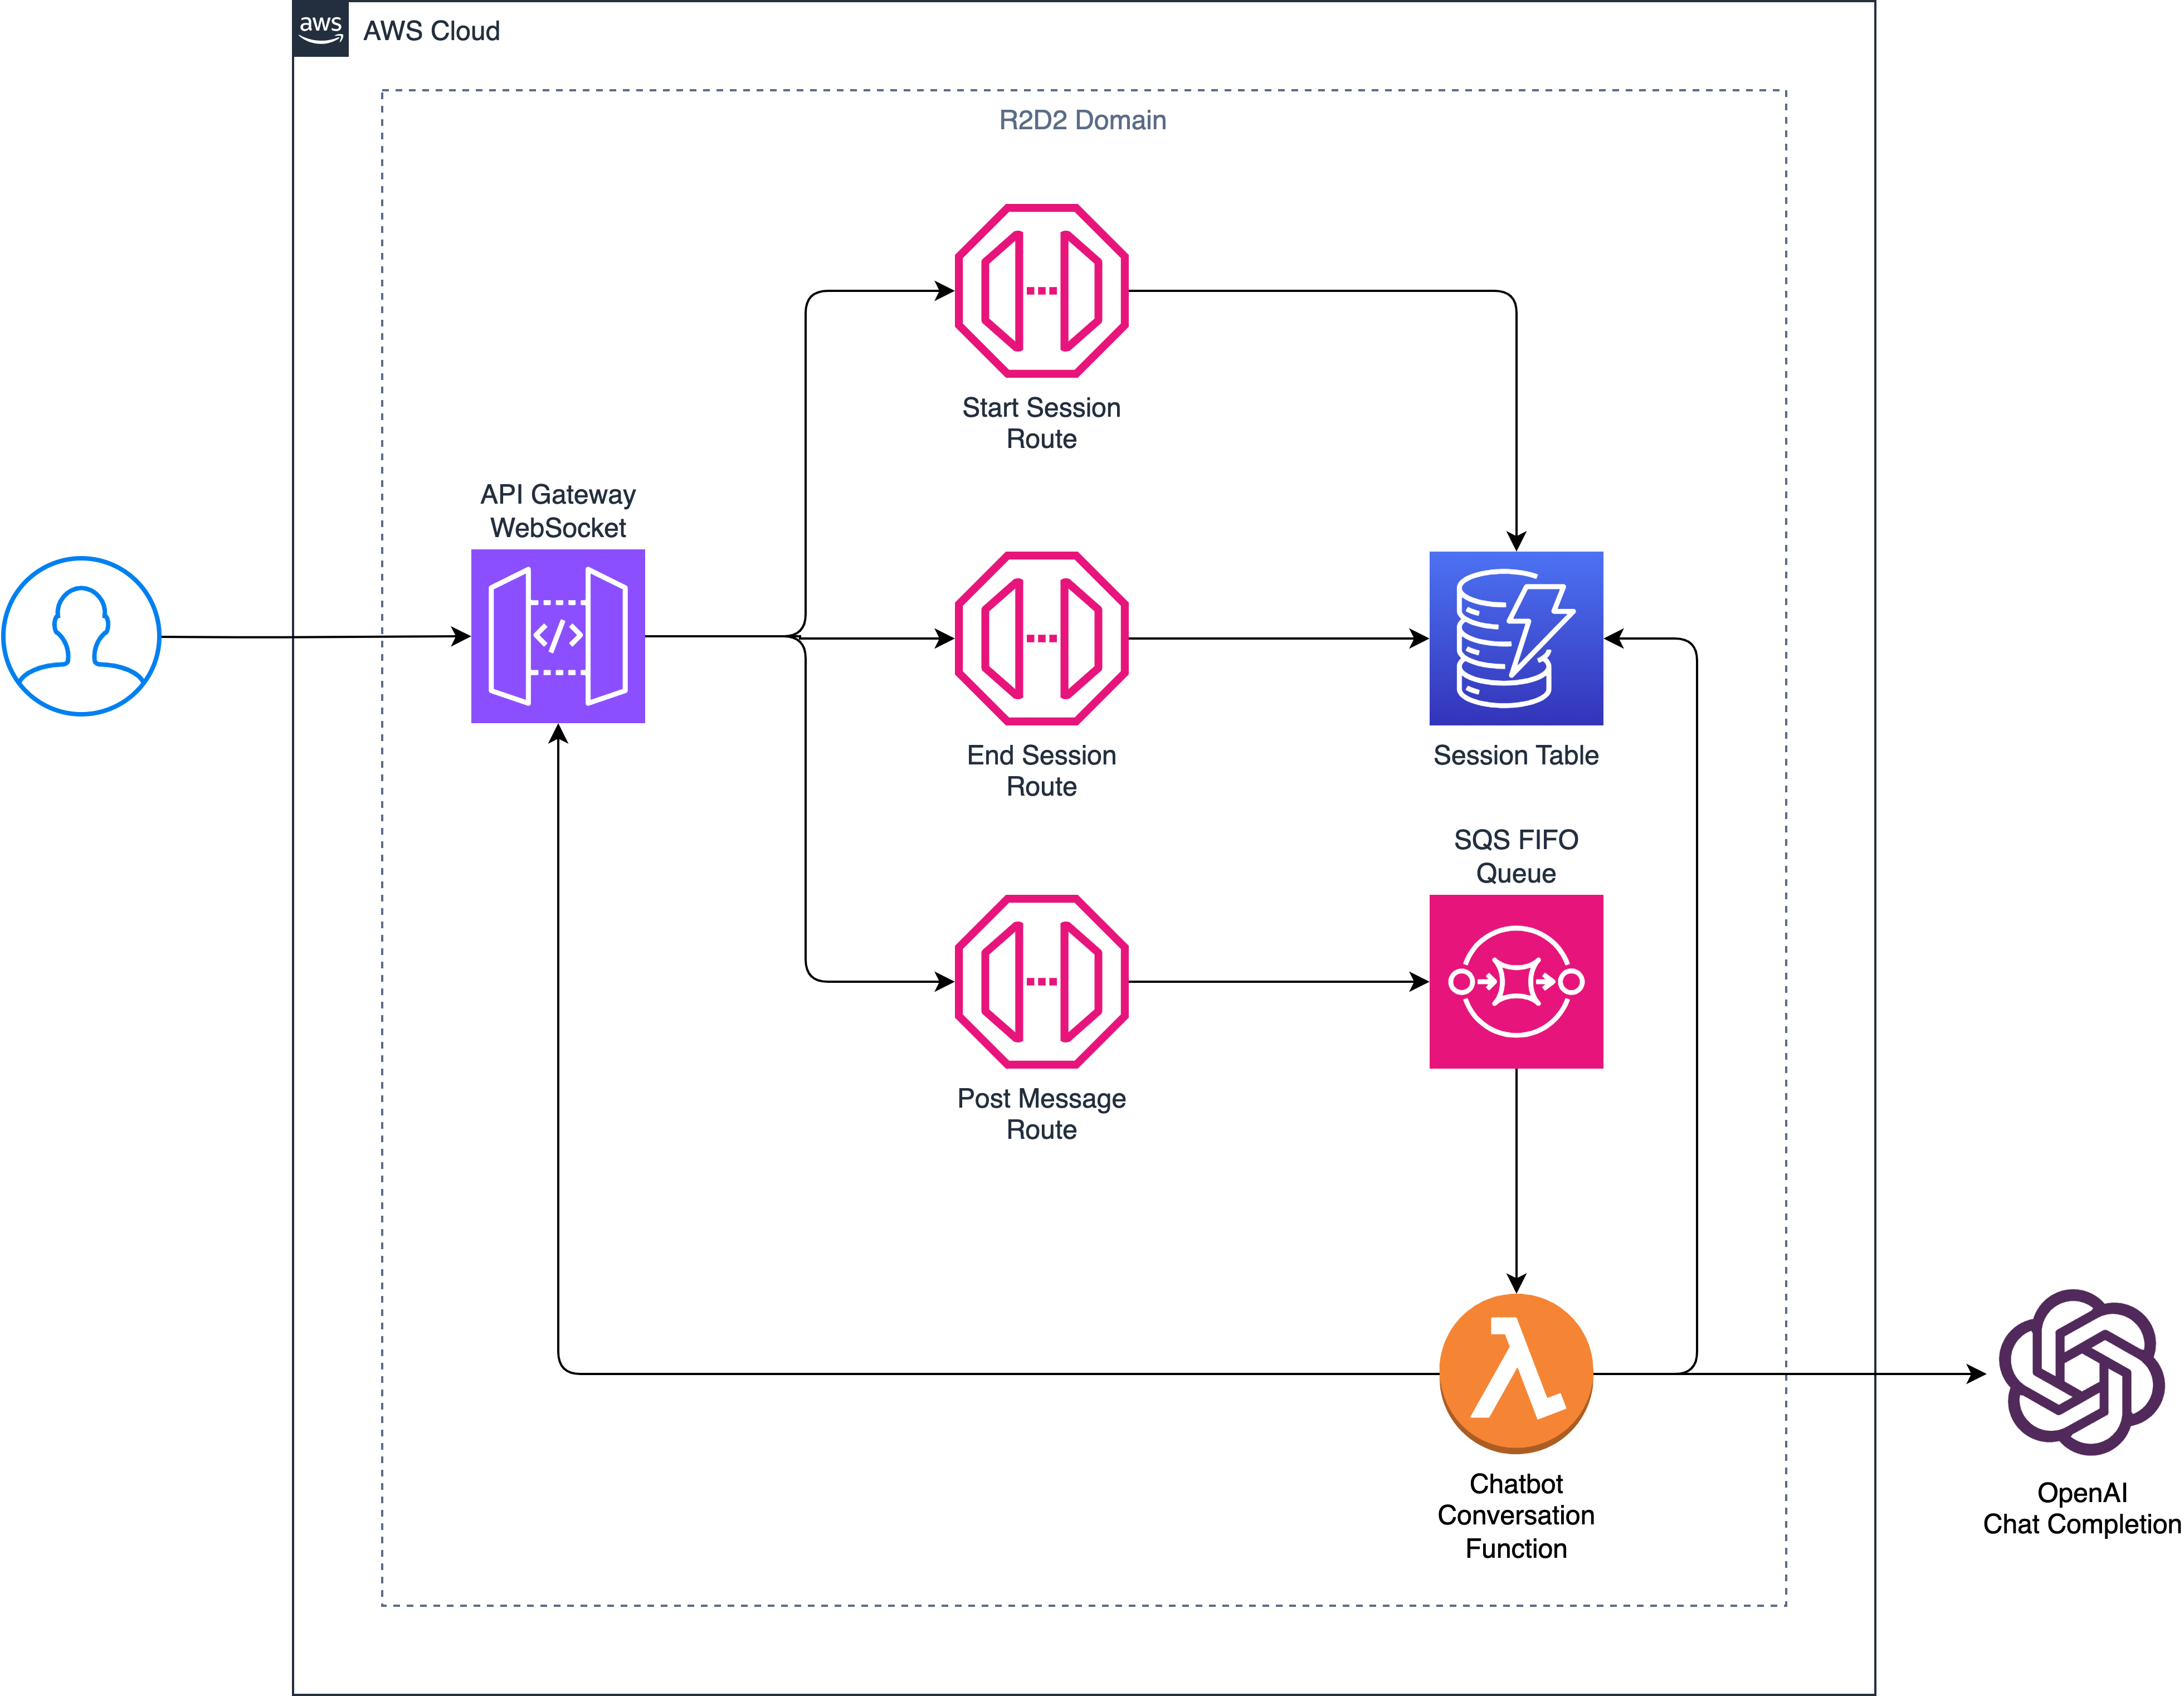 aws
AWS Cloud
R2D2 Domain
Start Session
Route
API Gateway
WebSocket
End Session
Route
Session Table
SQS FIFO
Queue
Post Message
Route
Chatbot
Conversation
Function
OpenAI
Chat Completion